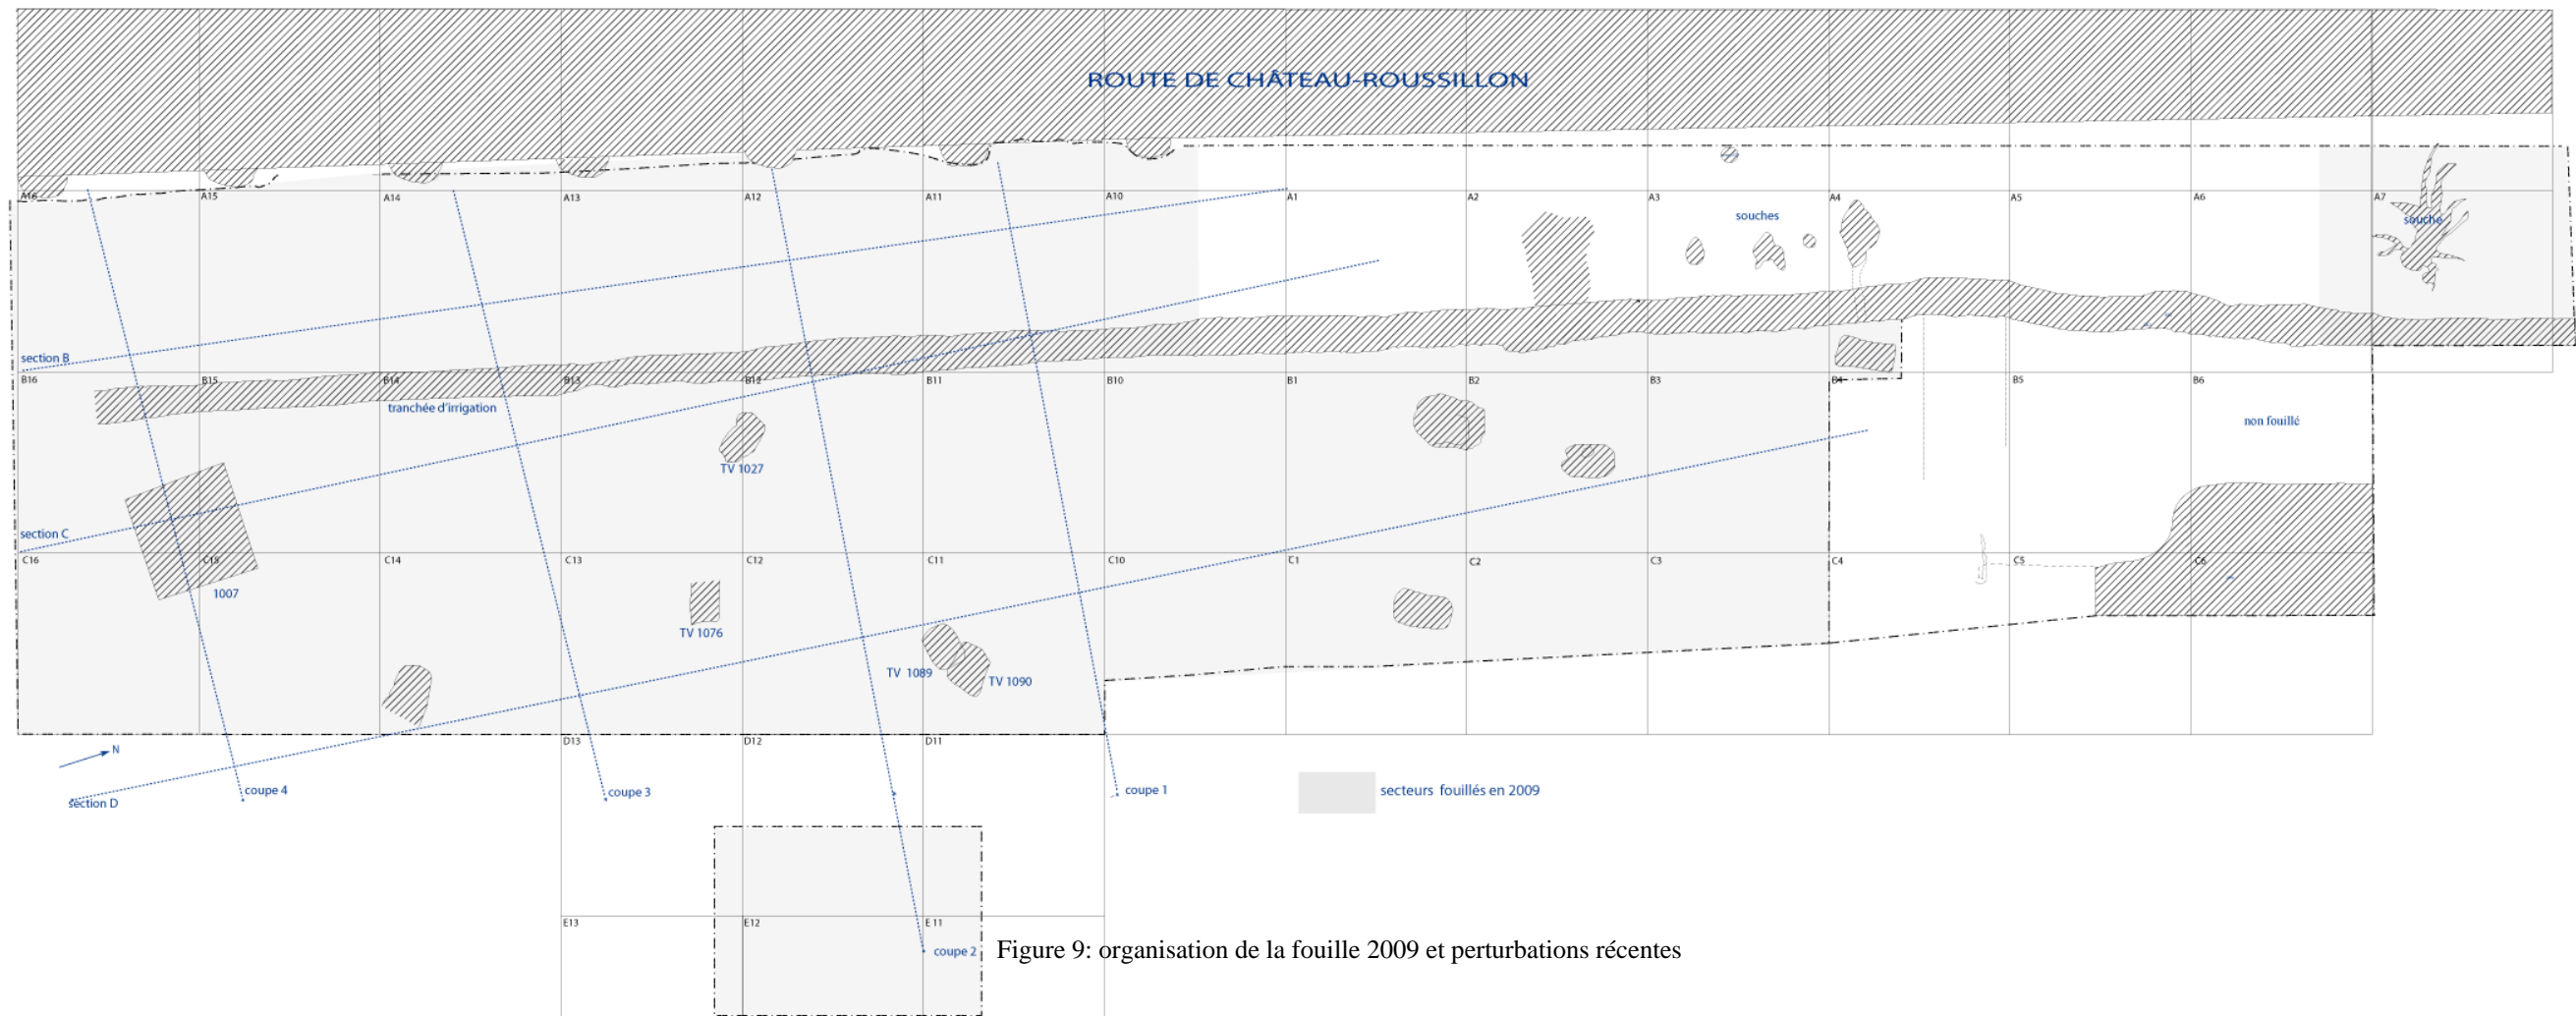 ROUTE DE CHÂTEAU-ROUSSILLON
A16 A15 A14 A13 A12 A11 A10 A1 A2 A3 A4 A5 A6 A7
souches
souche
section B
B16 B15 B14 B13 B12 B11 B10 B1 B2 B3 B4 B5 B6
tranchée d'irrigation
non fouillé
TV 1027
section C
C16 C15 C14 C13 C12 C11 C10 C1 C2 C3 C4 C5 C6
1007
TV 1076
TV 1089
TV 1090
D13 D12 D11
N
section D
coupe 4
coupe 3
coupe 1
secteurs fouillés en 2009
E13 E12 E11
coupe 2
Figure 9: organisation de la fouille 2009 et perturbations récentes